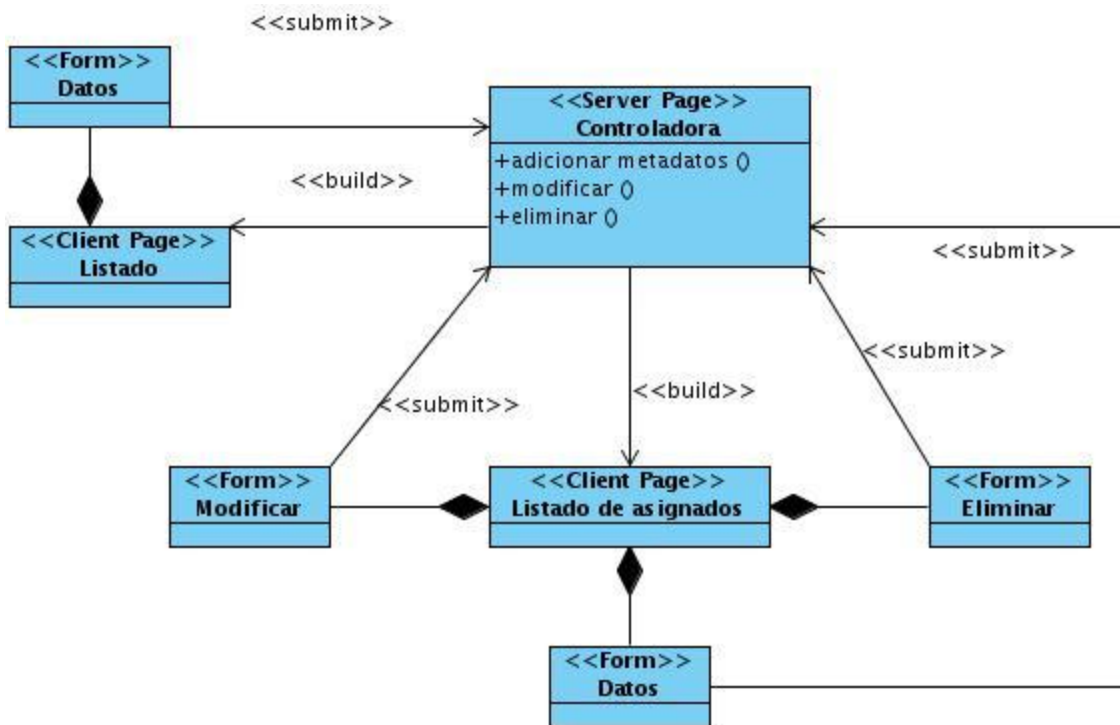 <<submit>>
<<Form>>
Datos
<<Server Page>>
Controladora
+adicionar metadatos ()
+modificar ()
+eliminar ()
<<build>>
<<Client Page>>
Listado
<<submit>>
<<submit>>
<<build>>
<<submit>>
<<Form>>
Modificar
<<Client Page>>
Listado de asignados
<<Form>>
Eliminar
<<Form>>
Datos